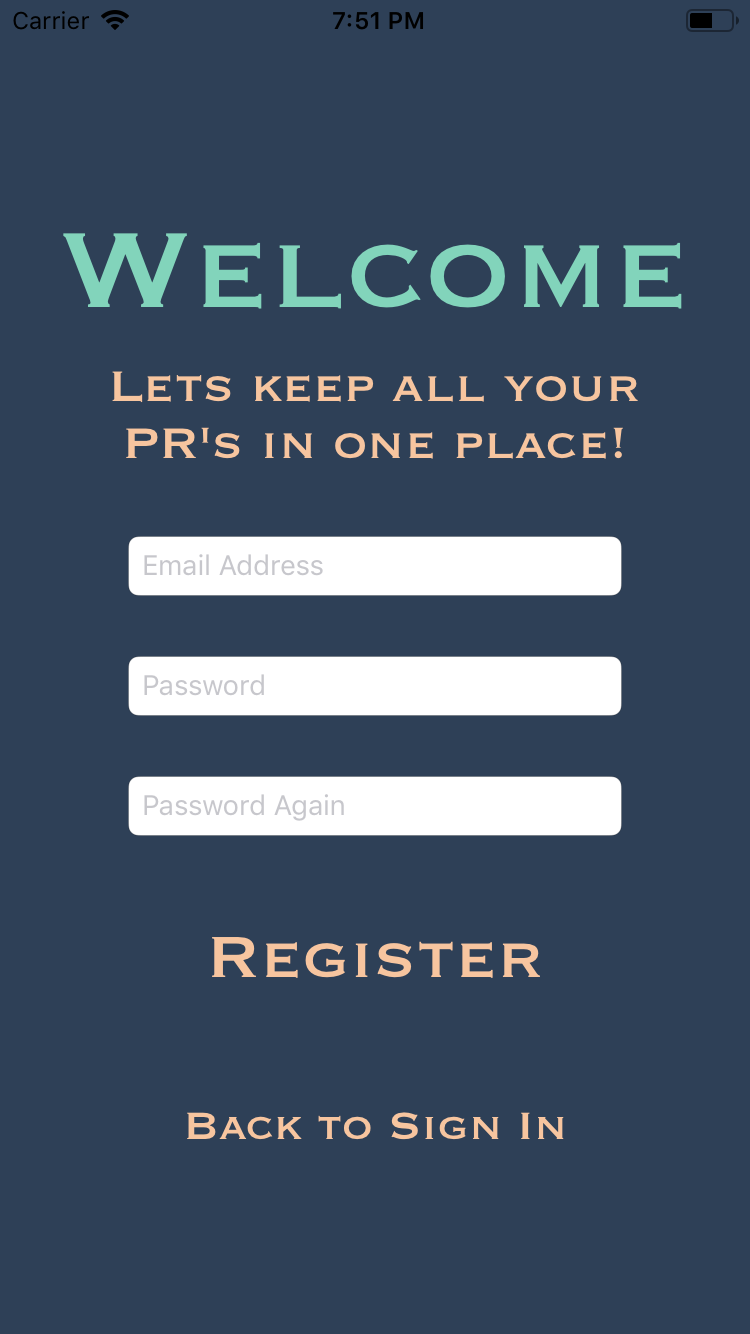 Carrier 7:51 PM
Welcome
Lets keep all your
PR's in one place!
Email Address
Password
Password Again
Register
Back to Sign In